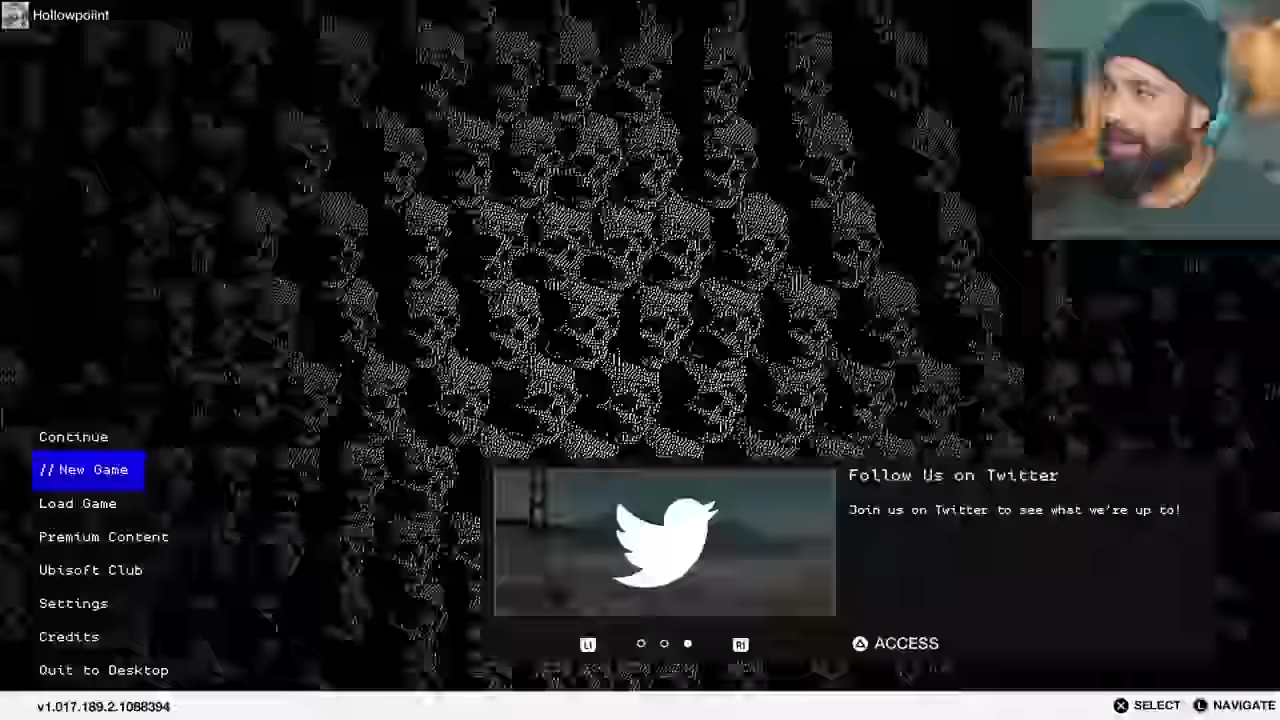 Hollowpoiint
Continue
// New Game
Load Game
Premium Content
Ubisoft Club
Settings
Credits
Quit to Desktop
Follow Us on Twitter
Join us on Twitter to see what we're up to!
L1
R1
ACCESS
v1.017.189.2.1088394
SELECT
L NAVIGATE